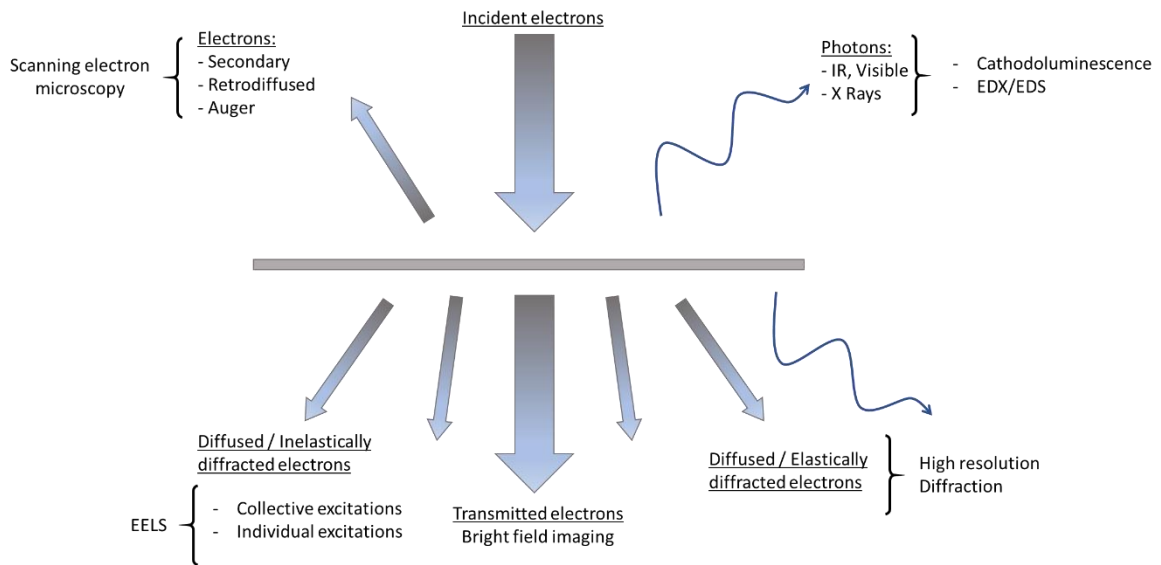 Incident electrons
Scanning electron
microscopy
Electrons:
- Secondary
- Retrodiffused
- Auger
Photons:
- IR, Visible
- X Rays
- Cathodoluminescence
- EDX/EDS
Diffused / Inelastically
diffracted electrons
EELS
- Collective excitations
- Individual excitations
Transmitted electrons
Bright field imaging
Diffused / Elastically
diffracted electrons
High resolution
Diffraction